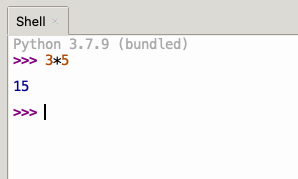 Shell ×
Python 3.7.9 (bundled)
>>> 3*5
15
>>>